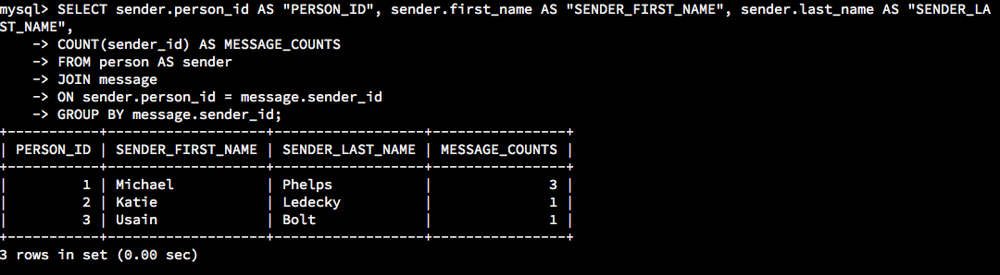 mysql> SELECT sender.person_id AS "PERSON_ID", sender.first_name AS "SENDER_FIRST_NAME", sender.last_name AS "SENDER_LA
ST_NAME",
    -> COUNT(sender_id) AS MESSAGE_COUNTS
    -> FROM person AS sender
    -> JOIN message
    -> ON sender.person_id = message.sender_id
    -> GROUP BY message.sender_id;
+-----------+-------------------+------------------+----------------+
| PERSON_ID | SENDER_FIRST_NAME | SENDER_LAST_NAME | MESSAGE_COUNTS |
+-----------+-------------------+------------------+----------------+
|         1 | Michael           | Phelps           |              3 |
|         2 | Katie             | Ledecky          |              1 |
|         3 | Usain             | Bolt             |              1 |
+-----------+-------------------+------------------+----------------+
3 rows in set (0.00 sec)